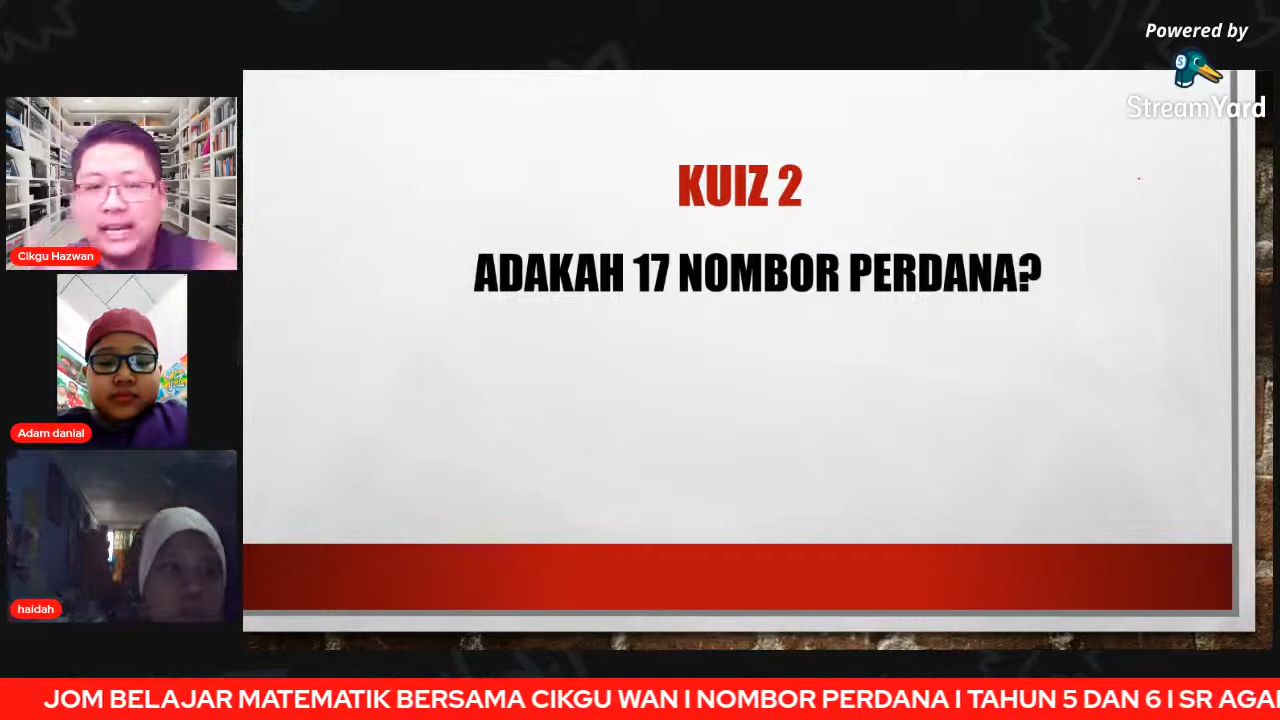 Powered by
StreamYard
KUIZ 2
ADAKAH 17 NOMBOR PERDANA?
Cikgu Hazwan
Adam danial
haidah
JOM BELAJAR MATEMATIK BERSAMA CIKGU WAN I NOMBOR PERDANA I TAHUN 5 DAN 6 I SR AGA